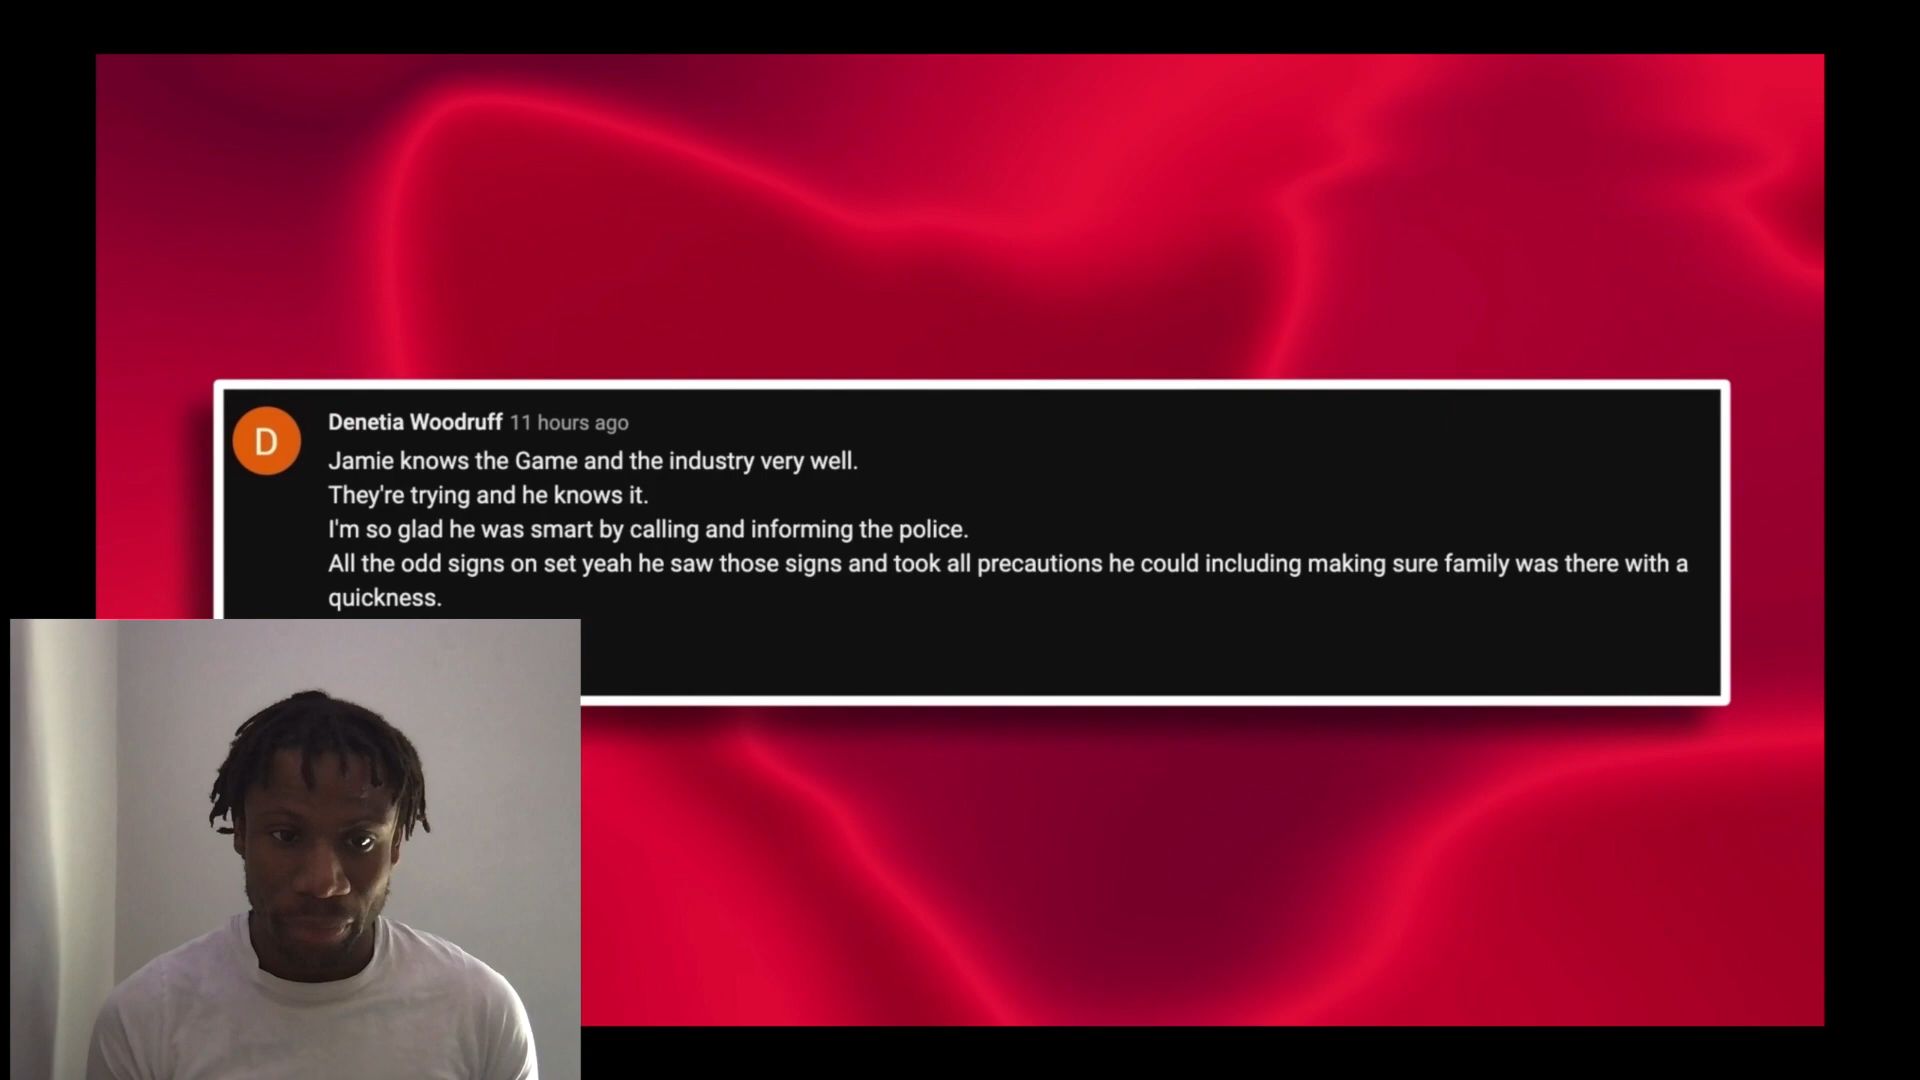 D
Denetia Woodruff 11 hours ago
Jamie knows the Game and the industry very well.
They're trying and he knows it.
I'm so glad he was smart by calling and informing the police.
All the odd signs on set yeah he saw those signs and took all precautions he could including making sure family was there with a
quickness.